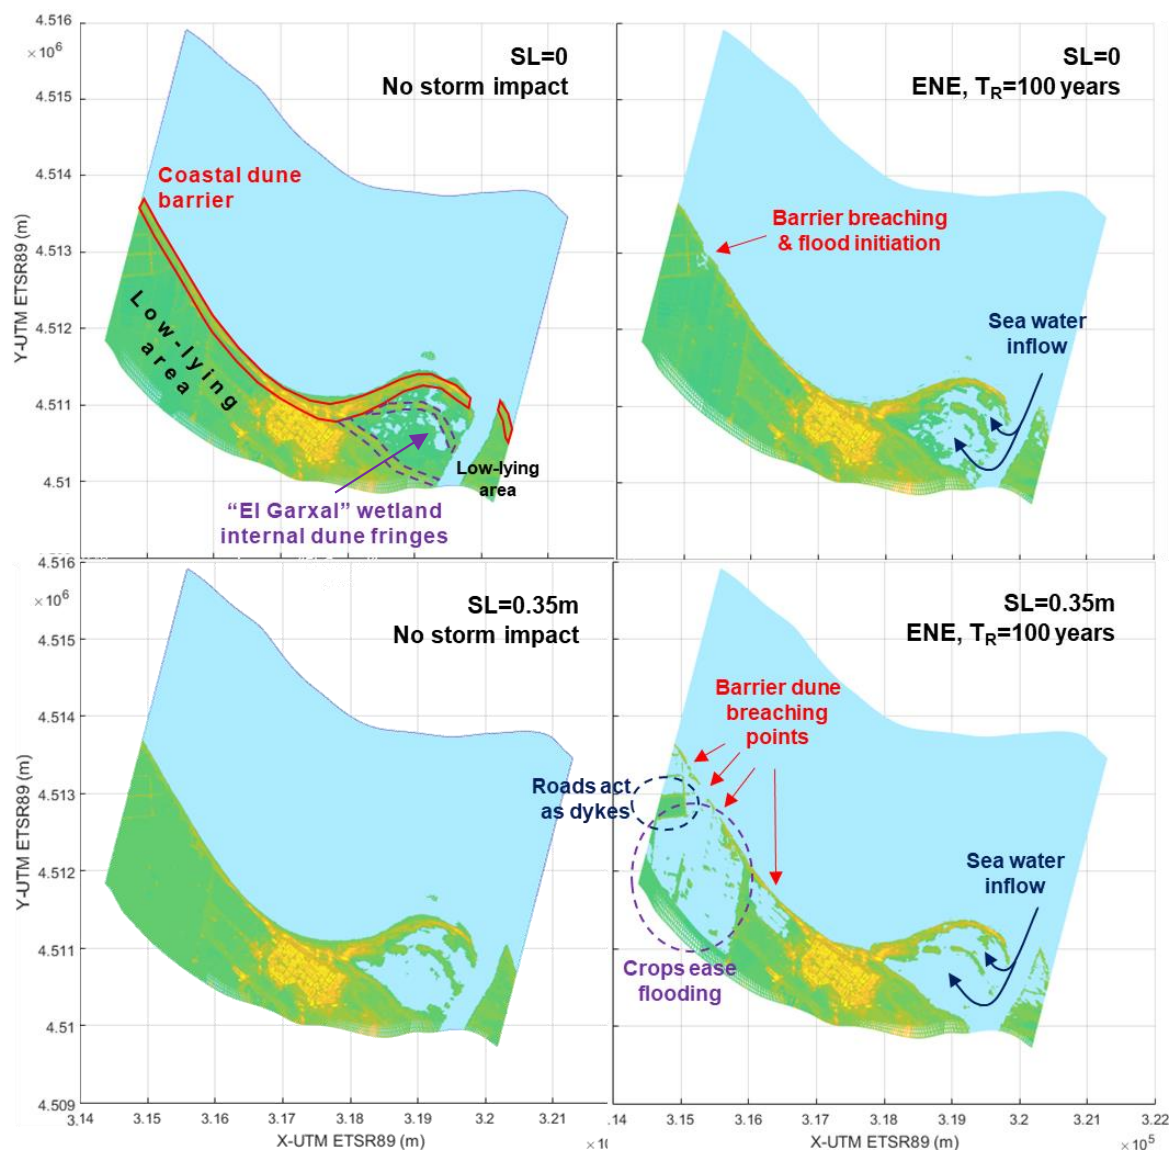 4.516
×10⁶
4.515
4.514
4.513
4.512
4.511
4.51
Y-UTM ETSR89 (m)
SL=0
No storm impact
Coastal dune
barrier
Low-lying
area
Low-lying
area
“El Garxal” wetland
internal dune fringes
SL=0
ENE, TR=100 years
Barrier breaching
& flood initiation
Sea water
inflow
4.516
×10⁶
4.515
4.514
4.513
4.512
4.511
4.51
4.509
Y-UTM ETSR89 (m)
SL=0.35m
No storm impact
3.14
3.15
3.16
3.17
3.18
3.19
3.2
3.21
X-UTM ETSR89 (m)
SL=0.35m
ENE, TR=100 years
Barrier dune
breaching
points
Roads act
as dykes
Sea water
inflow
Crops ease
flooding
.14
3.15
3.16
3.17
3.18
3.19
3.2
3.21
3.22
X-UTM ETSR89 (m)
×10⁵